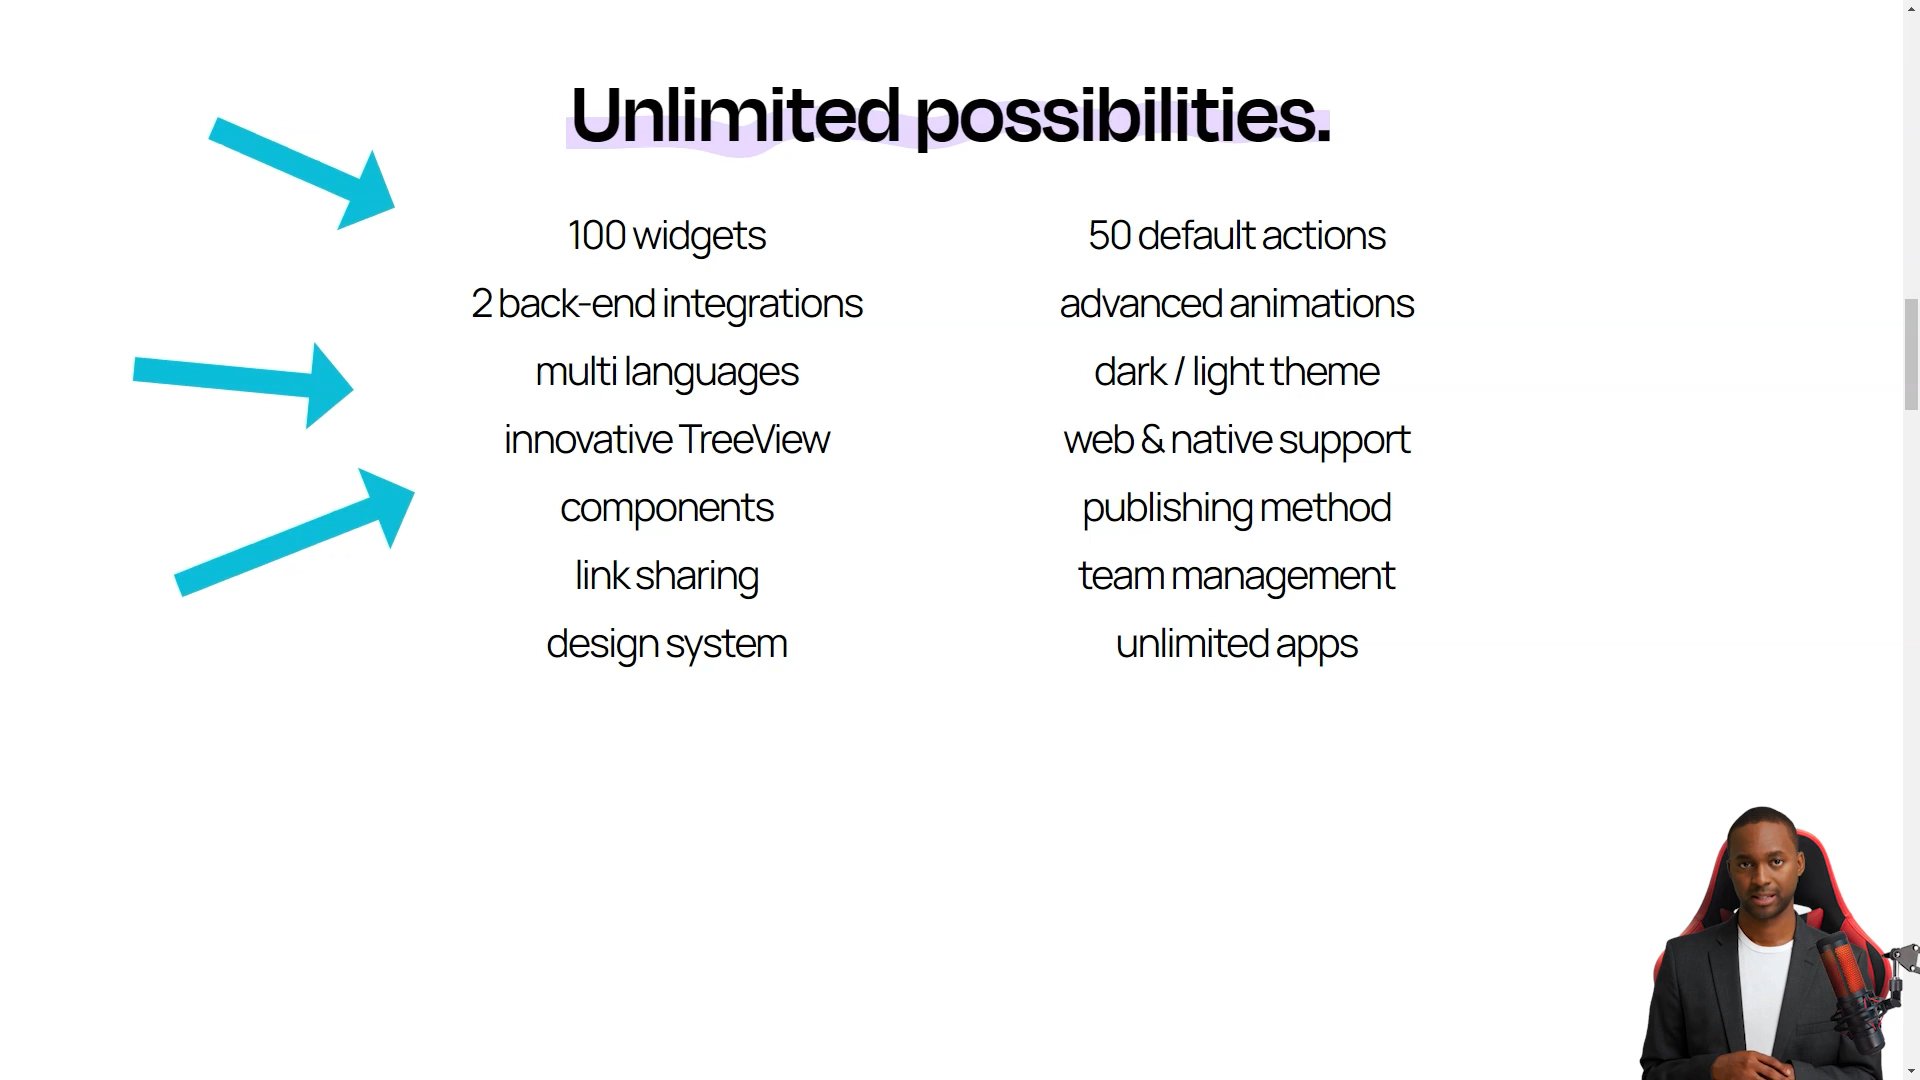 Unlimited possibilities.
100 widgets
2 back-end integrations
multi languages
innovative TreeView
components
link sharing
design system
50 default actions
advanced animations
dark / light theme
web & native support
publishing method
team management
unlimited apps